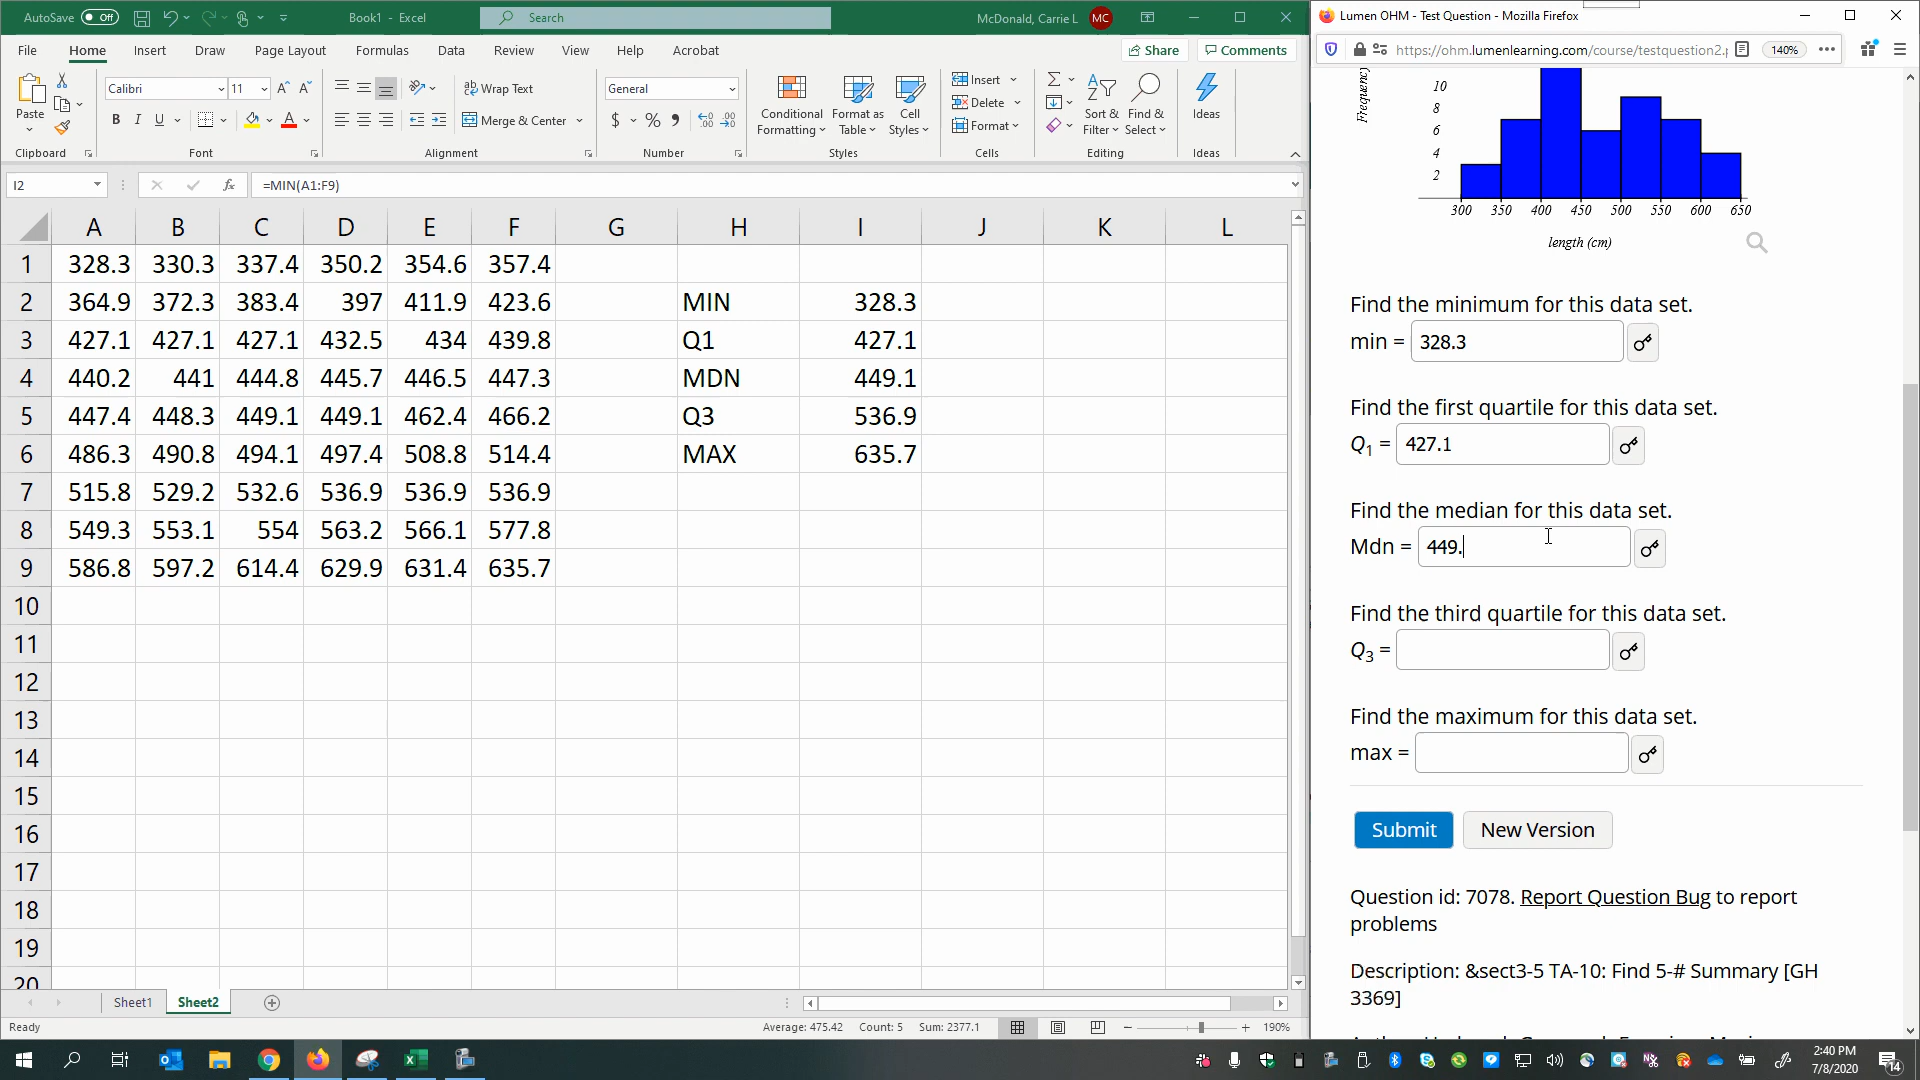 AutoSave Off Book1 - Excel Search McDonald, Carrie L MC
File Home Insert Draw Page Layout Formulas Data Review View Help Acrobat Share Comments
Paste
Clipboard
Calibri 11 A A
B I U A
Font
Wrap Text
Merge & Center
Alignment
General
$ % 9
Number
Conditional Formatting
Format as Table
Cell Styles
Styles
Insert
Delete
Format
Cells
Sort & Filter
Find & Select
Editing
Ideas
Ideas
I2 fx =MIN(A1:F9)
A B C D E F G H I J K L
1 328.3 330.3 337.4 350.2 354.6 357.4
2 364.9 372.3 383.4 397 411.9 423.6 MIN 328.3
3 427.1 427.1 427.1 432.5 434 439.8 Q1 427.1
4 440.2 441 444.8 445.7 446.5 447.3 MDN 449.1
5 447.4 448.3 449.1 449.1 462.4 466.2 Q3 536.9
6 486.3 490.8 494.1 497.4 508.8 514.4 MAX 635.7
7 515.8 529.2 532.6 536.9 536.9 536.9
8 549.3 553.1 554 563.2 566.1 577.8
9 586.8 597.2 614.4 629.9 631.4 635.7
10
11
12
13
14
15
16
17
18
19
20
Sheet1 Sheet2
Ready Average: 475.42 Count: 5 Sum: 2377.1 190%
Lumen OHM - Test Question - Mozilla Firefox
https://ohm.lumenlearning.com/course/testquestion2. 140%
Frequency
10
8
6
4
2
300 350 400 450 500 550 600 650
length (cm)
Find the minimum for this data set.
min = 328.3
Find the first quartile for this data set.
Q1 = 427.1
Find the median for this data set.
Mdn = 449.
Find the third quartile for this data set.
Q3 =
Find the maximum for this data set.
max =
Submit New Version
Question id: 7078. Report Question Bug to report
problems
Description: &sect3-5 TA-10: Find 5-# Summary [GH
3369]
2:40 PM
7/8/2020
14